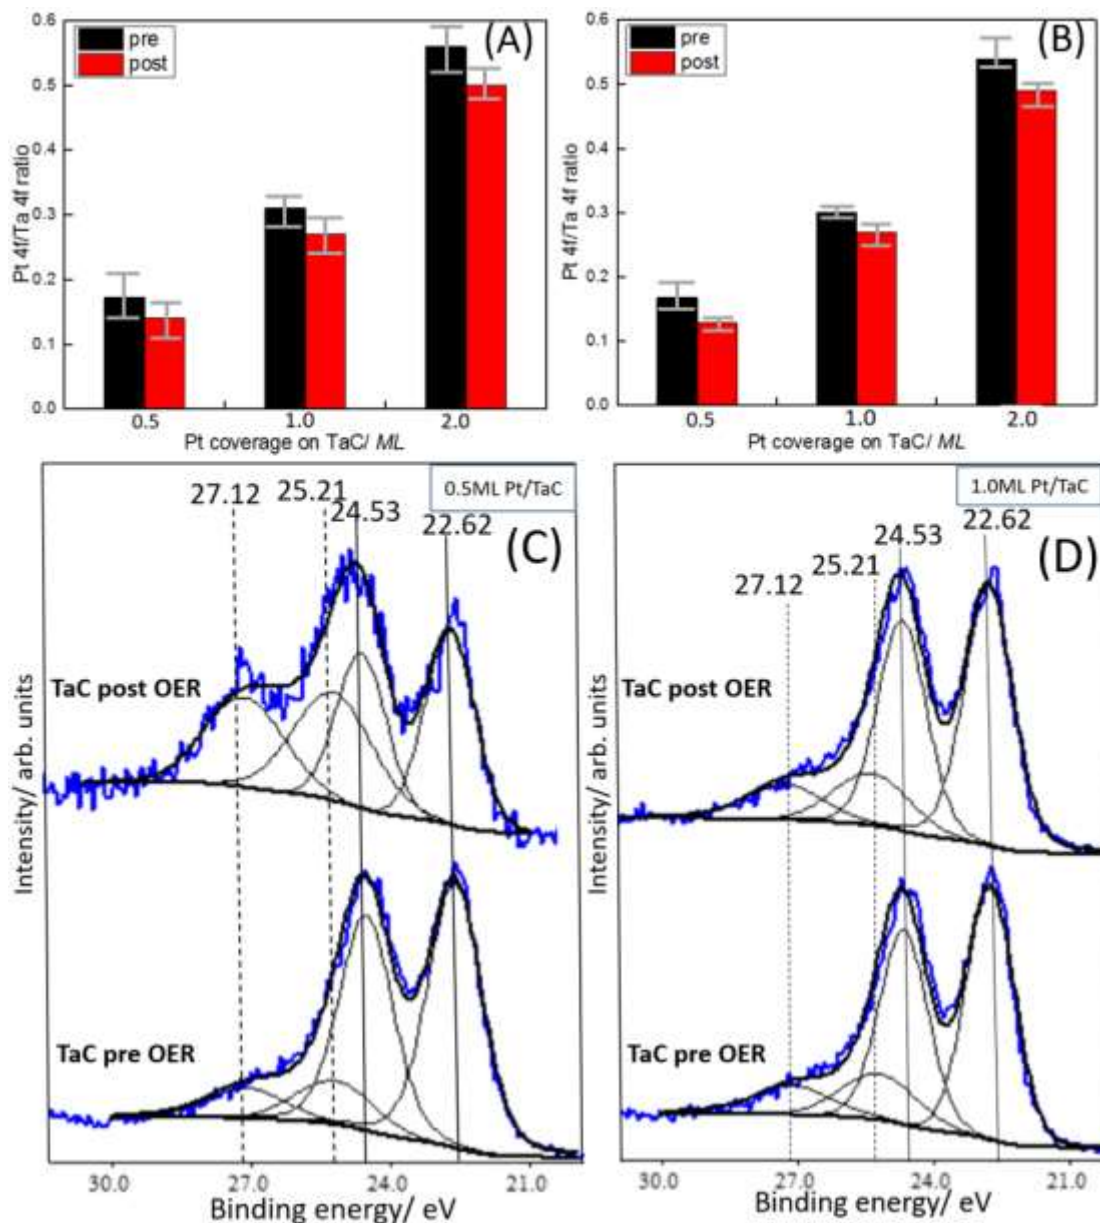 0.6
0.5
0.4
0.3
0.2
0.1
0.0
Pt 4f/Ta 4f ratio
pre
post
(A)
0.5 1.0 2.0
Pt coverage on TaC/ ML
0.6
0.5
0.4
0.3
0.2
0.1
0.0
Pt 4f/Ta 4f ratio
pre
post
(B)
0.5 1.0 2.0
Pt coverage on TaC/ ML
0.5ML Pt/TaC
27.12 25.21 24.53 22.62
(C)
TaC post OER
TaC pre OER
Intensity/ arb. units
30.0 27.0 24.0 21.0
Binding energy/ eV
1.0ML Pt/TaC
27.12 25.21 24.53 22.62
(D)
TaC post OER
TaC pre OER
Intensity/ arb. units
30.0 27.0 24.0 21.0
Binding energy/ eV